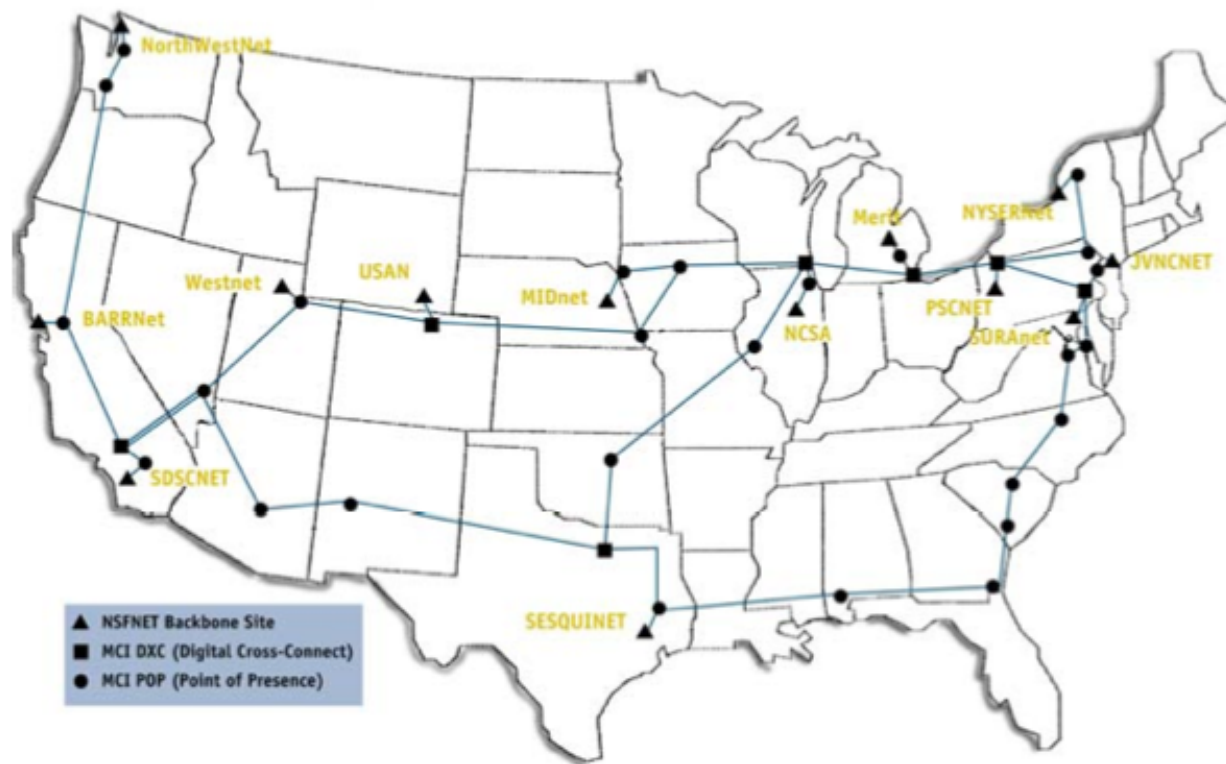 NorthWestNet
Merit
NYSERNet
JVNCNET
Westnet
USAN
MIDnet
BARRNet
NCSA
PSCNET
SURAnet
SDSCNET
SESQUINET
NSFNET Backbone Site
MCI DXC (Digital Cross-Connect)
MCI POP (Point of Presence)